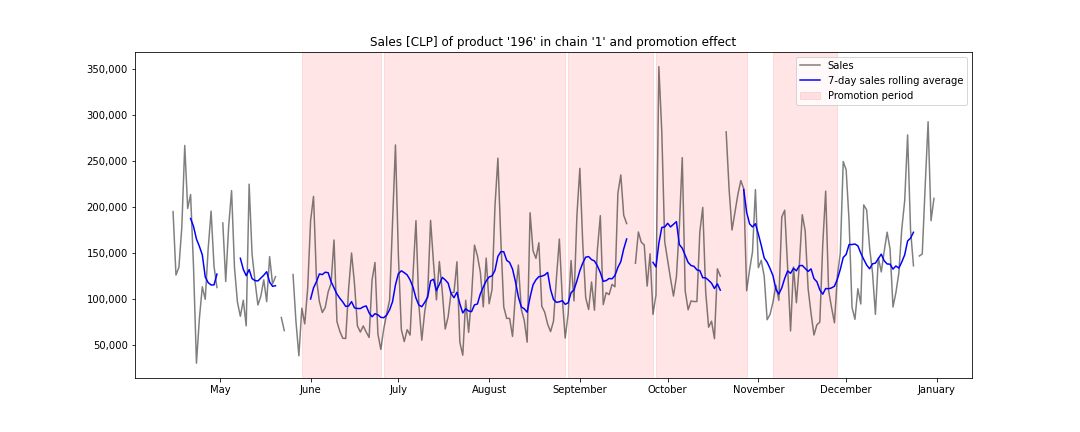 Sales [CLP] of product '196' in chain '1' and promotion effect
350,000
300,000
250,000
200,000
150,000
100,000
50,000
Sales
7-day sales rolling average
Promotion period
May June July August September October November December January